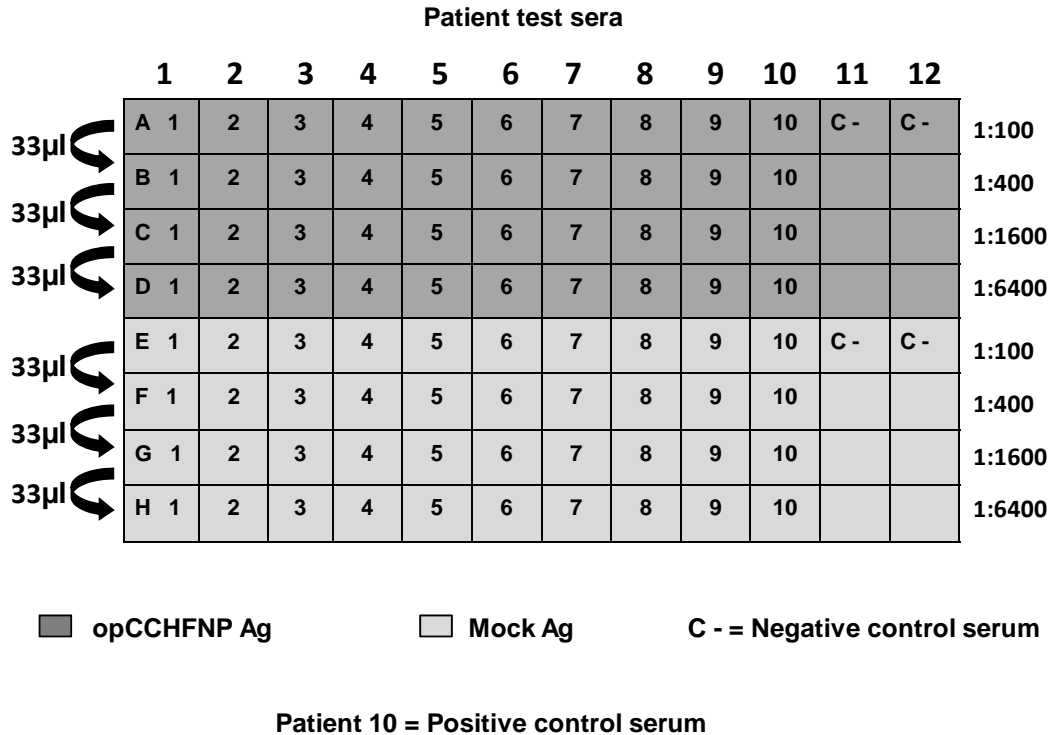 Patient test sera
1 2 3 4 5 6 7 8 9 10 11 12
A 1 2 3 4 5 6 7 8 9 10 C - C - 1:100
33µl
B 1 2 3 4 5 6 7 8 9 10 1:400
33µl
C 1 2 3 4 5 6 7 8 9 10 1:1600
33µl
D 1 2 3 4 5 6 7 8 9 10 1:6400
E 1 2 3 4 5 6 7 8 9 10 C - C - 1:100
33µl
F 1 2 3 4 5 6 7 8 9 10 1:400
33µl
G 1 2 3 4 5 6 7 8 9 10 1:1600
33µl
H 1 2 3 4 5 6 7 8 9 10 1:6400
opCCHFNP Ag Mock Ag C - = Negative control serum
Patient 10 = Positive control sera